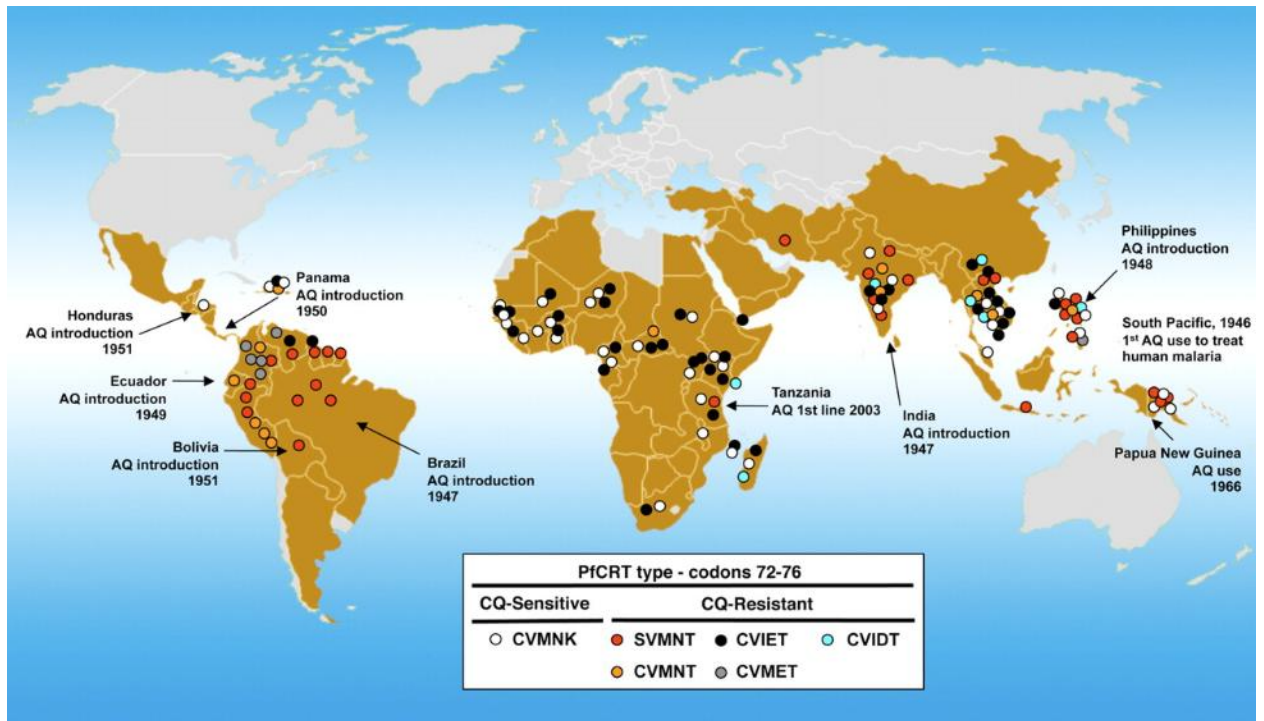 Philippines
AQ introduction
1948
Panama
AQ introduction
1950
Honduras
AQ introduction
1951
South Pacific, 1946
1st AQ use to treat
human malaria
Ecuador
AQ introduction
1949
Tanzania
AQ 1st line 2003
India
AQ introduction
1947
Bolivia
AQ introduction
1951
Brazil
AQ introduction
1947
Papua New Guinea
AQ use
1966
PfCRT type - codons 72-76
CQ-Sensitive CQ-Resistant
CVMNK SVMNT CVIET CVIDT
CVMNT CVMET